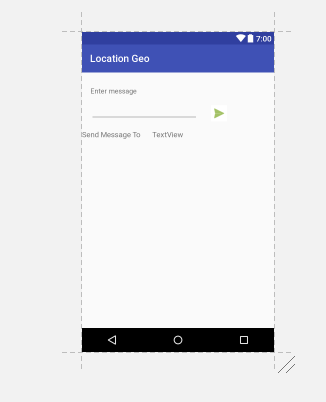 7:00
Location Geo
Enter message
Send Message To TextView